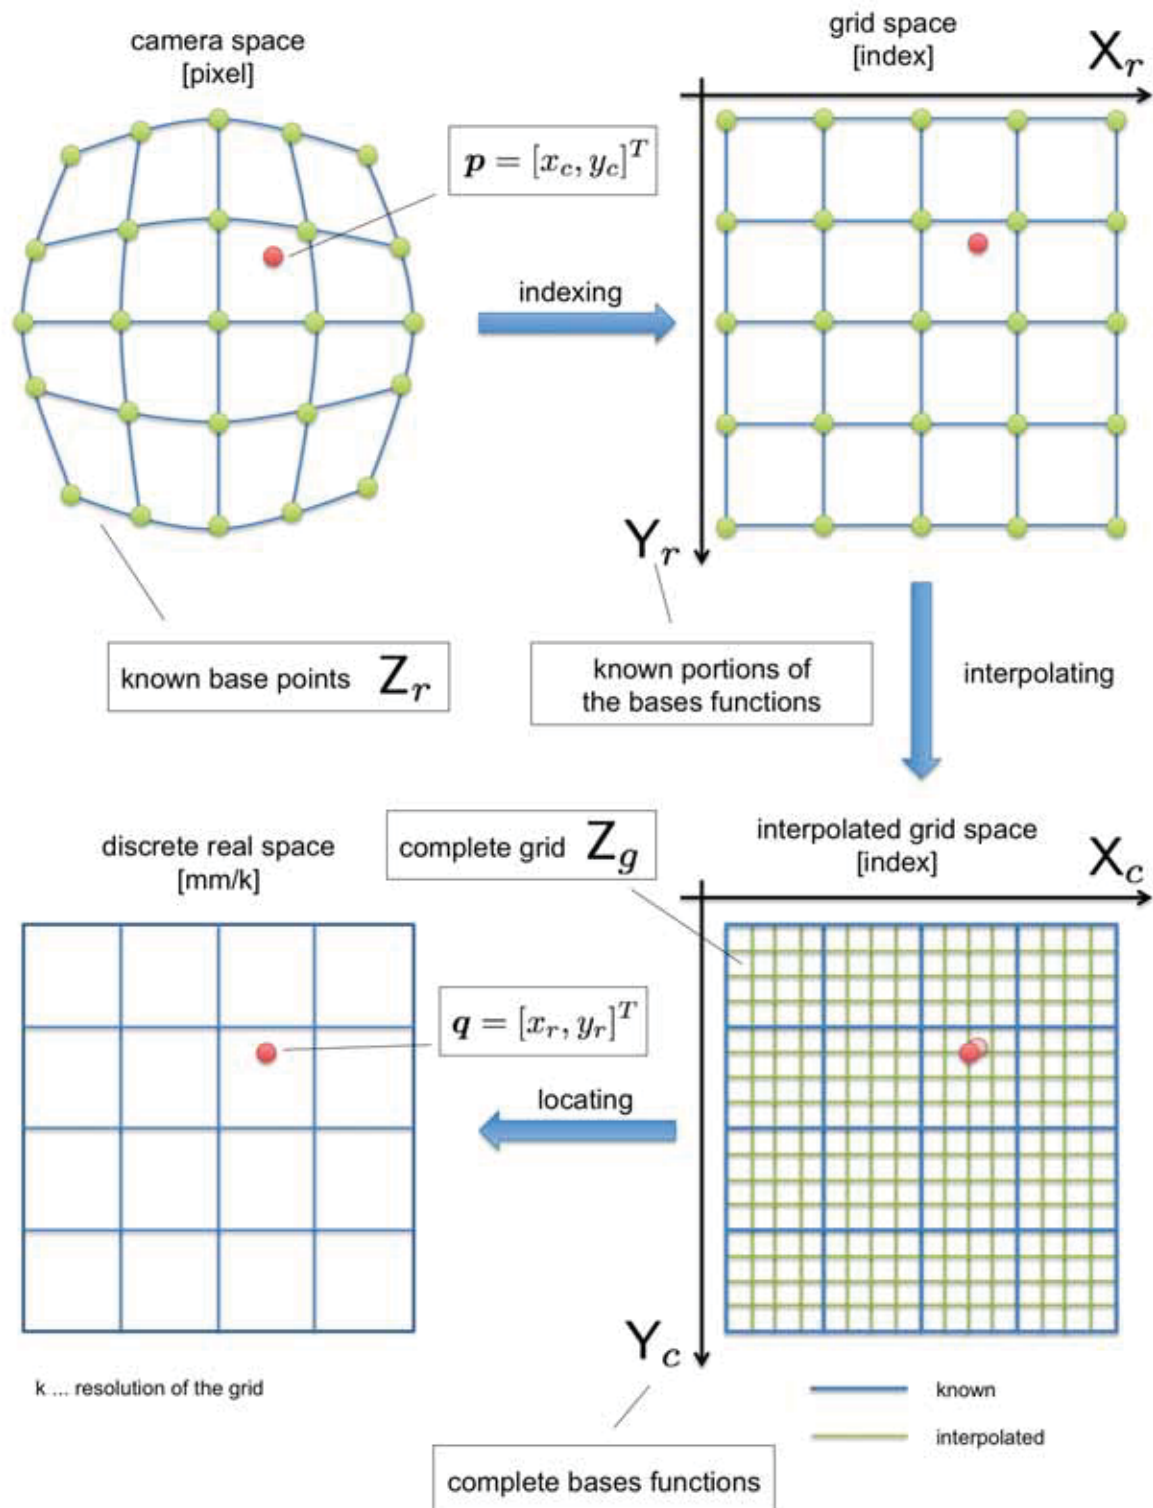 camera space
[pixel]
grid space
[index]
X_r
p = [x_c, y_c]^T
indexing
Y_r
known base points Z_r
known portions of
the bases functions
interpolating
complete grid Z_g
interpolated grid space
[index]
X_c
discrete real space
[mm/k]
q = [x_r, y_r]^T
locating
Y_c
k ... resolution of the grid
known
interpolated
complete bases functions